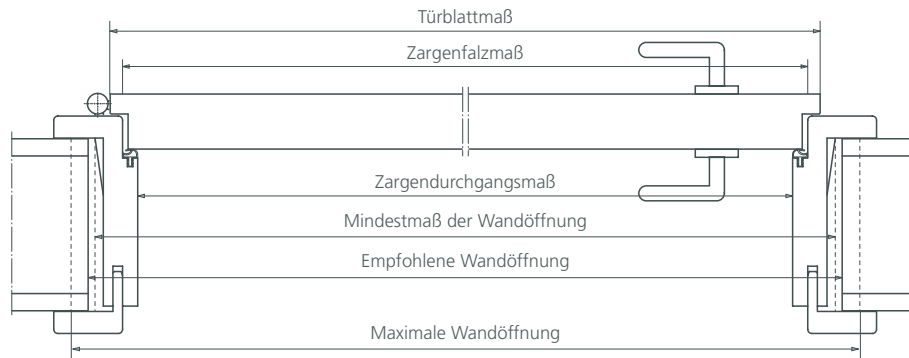 Türblattmaß
Zargenfalzmaß
Zargendurchgangsmaß
Mindestmaß der Wandöffnung
Empfohlene Wandöffnung
Maximale Wandöffnung